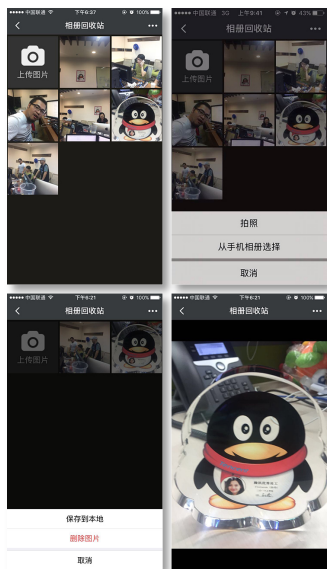 中国联通 下午6:37 100%
相册回收站
上传图片
中国联通 3G 上午9:41 43%
相册回收站
上传图片
拍照
从手机相册选择
取消
中国联通 下午6:21 100%
相册回收站
上传图片
保存到本地
删除图片
取消
中国联通 下午6:21 100%
相册回收站